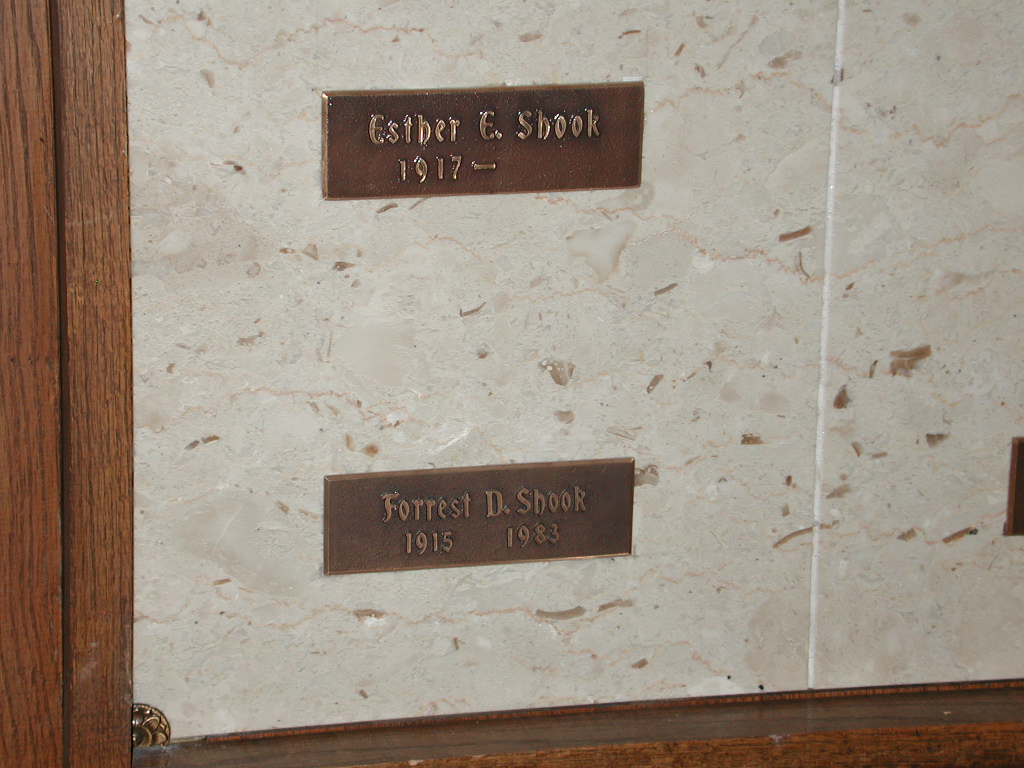 Esther E. Shook
1917 —
Forrest D. Shook
1915 1983